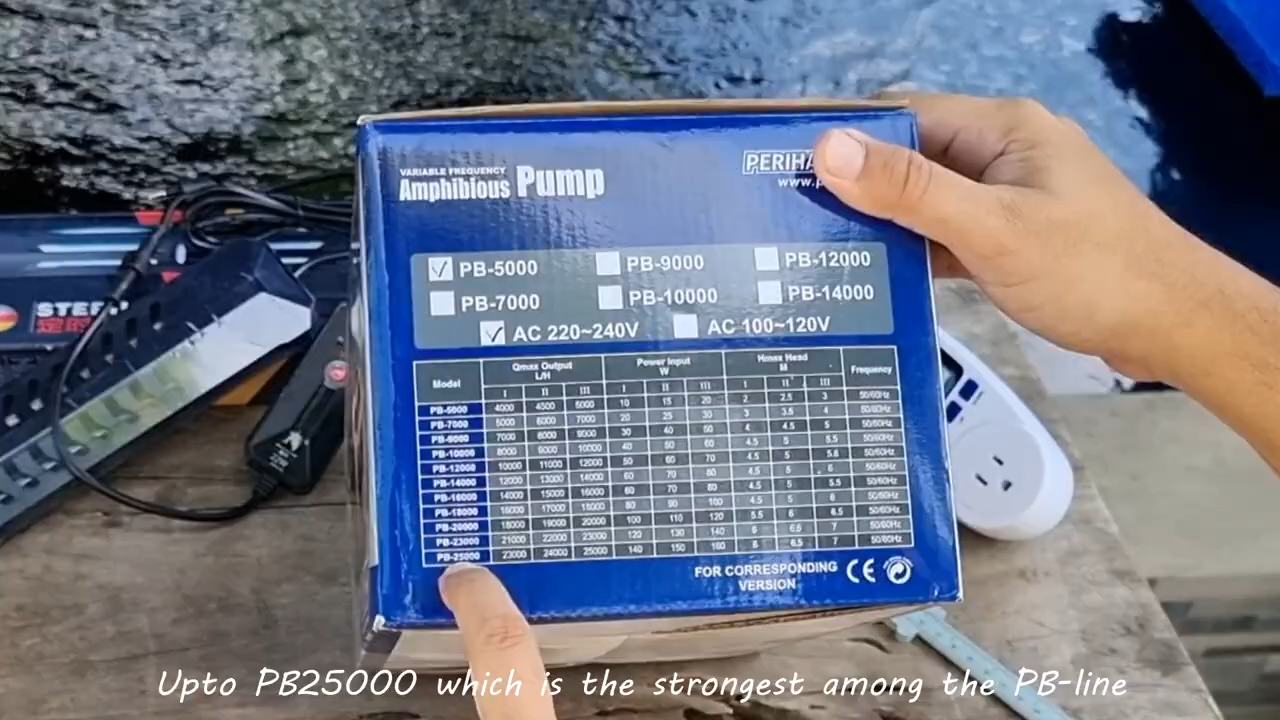 VARIABLE FREQUENCY
Amphibious Pump
PERIHA
www.p
PB-5000 PB-9000 PB-12000
PB-7000 PB-10000 PB-14000
AC 220~240V AC 100~120V
Model Qmax Output L/H Power Input W Hmax Head M Frequency
I II III I II III I II III
PB-5000 4000 4500 5000 10 15 20 2 2.5 3 50/60Hz
PB-7000 5000 6000 7000 20 25 30 3 3.5 4 50/60Hz
PB-9000 7000 8000 9000 30 40 50 4 4.5 5 50/60Hz
PB-10000 8000 9000 10000 40 50 60 4.5 5 5.5 50/60Hz
PB-12000 10000 11000 12000 50 60 70 4.5 5 50/60Hz
PB-14000 12000 13000 14000 60 70 80 4.5 5 50/60Hz
PB-16000 14000 15000 16000 60 70 80 4.5 5 5.5 50/60Hz
PB-18000 16000 17000 18000 80 90 100 4.5 5 6 50/60Hz
PB-20000 18000 19000 20000 100 110 120 5.5 6 6.5 50/60Hz
PB-23000 21000 22000 23000 120 130 140 6 6.5 7 50/60Hz
PB-25000 23000 24000 25000 140 150 160 6 6.5 7 50/60Hz
FOR CORRESPONDING
VERSION
CE
Upto PB25000 which is the strongest among the PB-line